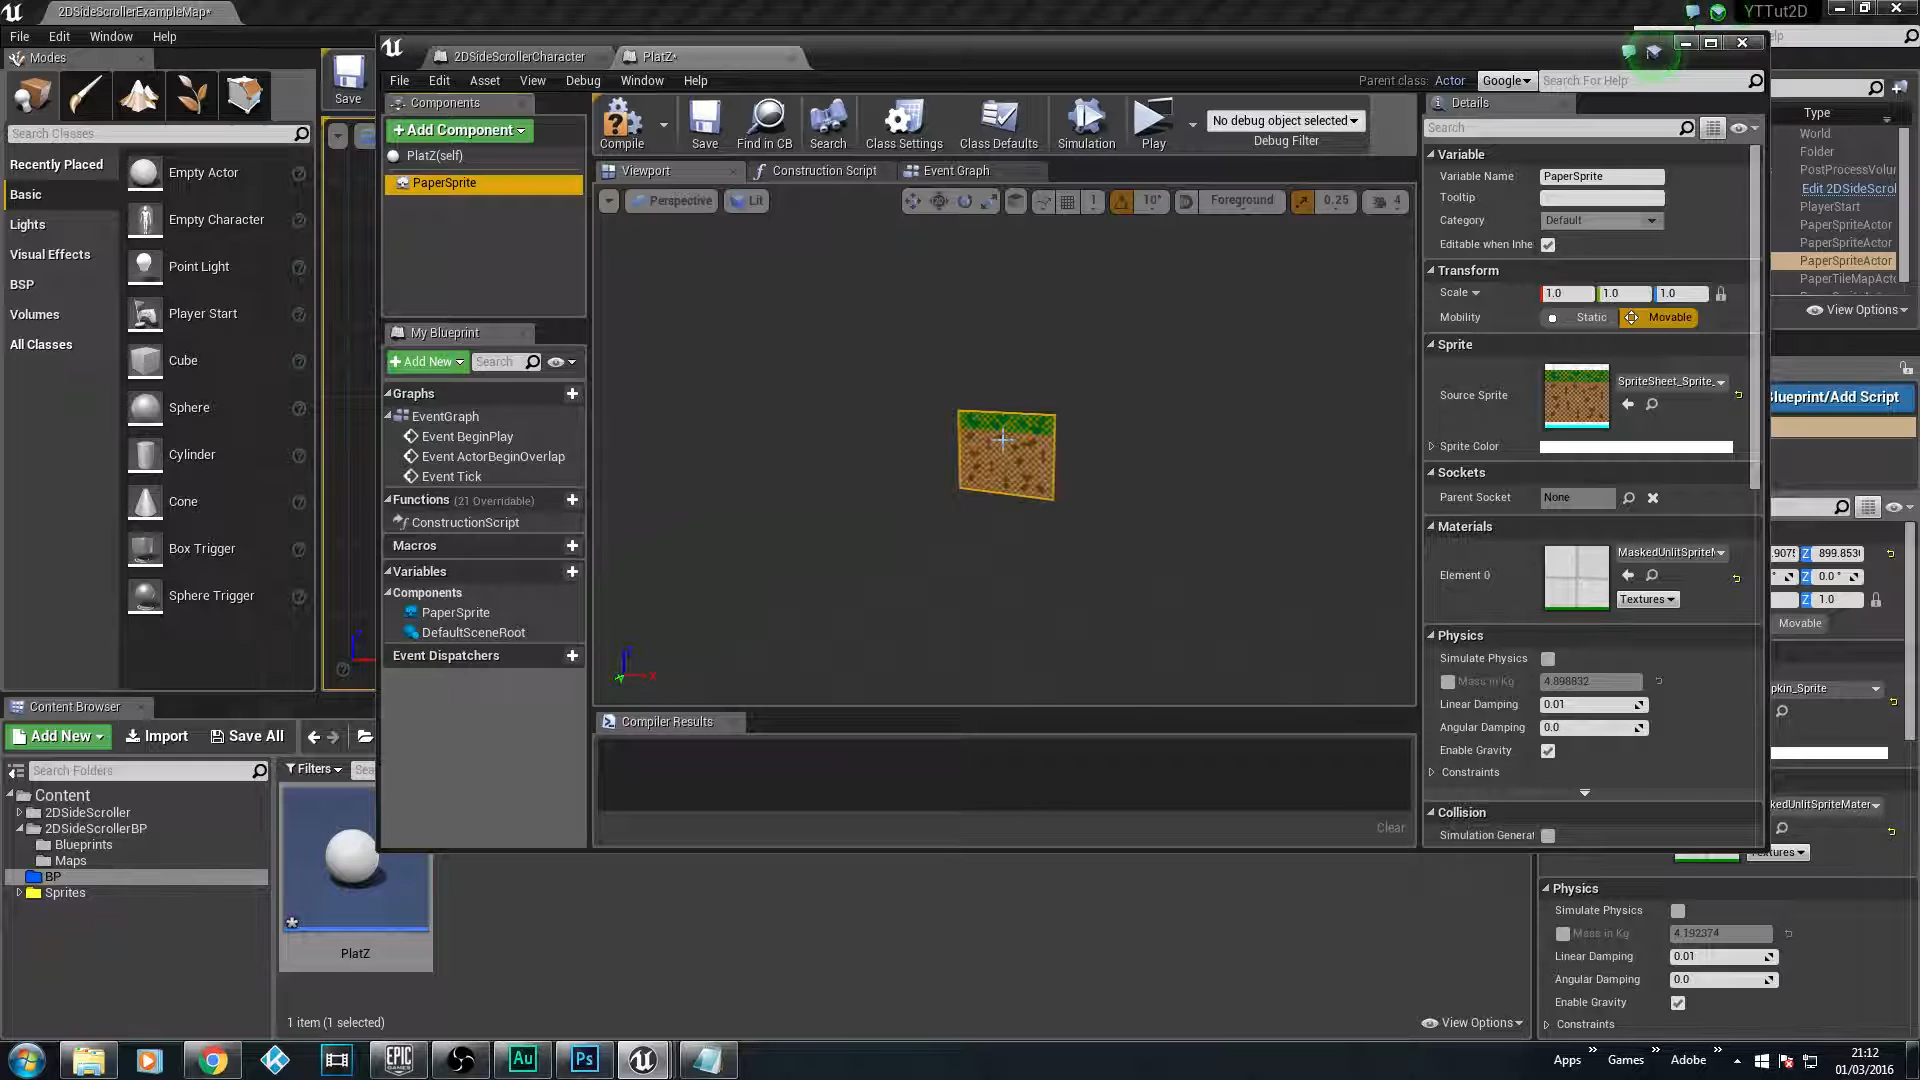 2DSideScrollerExampleMap*
YTTut2D
File Edit Window Help
Modes
Save
Search Classes
Recently Placed
Basic
Lights
Visual Effects
BSP
Volumes
All Classes
Empty Actor
Empty Character
Point Light
Player Start
Cube
Sphere
Cylinder
Cone
Box Trigger
Sphere Trigger
2DSideScrollerCharacter
PlatZ*
File Edit Asset View Debug Window Help
Parent class: Actor
Google
Search For Help
Components
+Add Component
PlatZ(self)
PaperSprite
Compile
Save
Find in CB
Search
Class Settings
Class Defaults
Simulation
Play
No debug object selected
Debug Filter
Viewport
Construction Script
Event Graph
Perspective
Lit
1
10°
Foreground
0.25
4
X
My Blueprint
+Add New
Search
Graphs
EventGraph
Event BeginPlay
Event ActorBeginOverlap
Event Tick
Functions (21 Overridable)
ConstructionScript
Macros
Variables
Components
PaperSprite
DefaultSceneRoot
Event Dispatchers
Compiler Results
Clear
Details
Search
Variable
Variable Name PaperSprite
Tooltip
Category Default
Editable when Inhe
Transform
Scale 1.0 1.0 1.0
Mobility Static Movable
Sprite
Source Sprite SpriteSheet_Sprite_
Sprite Color
Sockets
Parent Socket None
Materials
Element 0 MaskedUnlitSprite
Textures
Physics
Simulate Physics
Mass in Kg 4.898832
Linear Damping 0.01
Angular Damping 0.0
Enable Gravity
Constraints
Collision
Simulation Generat
Type
World
Folder
PostProcessVolu
Edit 2DSideScrol
PlayerStart
PaperSpriteActor
PaperSpriteActor
PaperSpriteActor
PaperTileMapActo
View Options
Blueprint/Add Script
.9075 Z 899.853
Z 0.0 °
Z 1.0
Movable
pkin_Sprite
kedUnlitSpriteMater
Textures
Physics
Simulate Physics
Mass in Kg 4.192374
Linear Damping 0.01
Angular Damping 0.0
Enable Gravity
Constraints
Content Browser
Add New
Import
Save All
Search Folders
Filters
Sea
Content
2DSideScroller
2DSideScrollerBP
Blueprints
Maps
BP
Sprites
PlatZ
1 item (1 selected)
View Options
EPIC GAMES
Au
Ps
Apps
Games
Adobe
21:12
01/03/2016